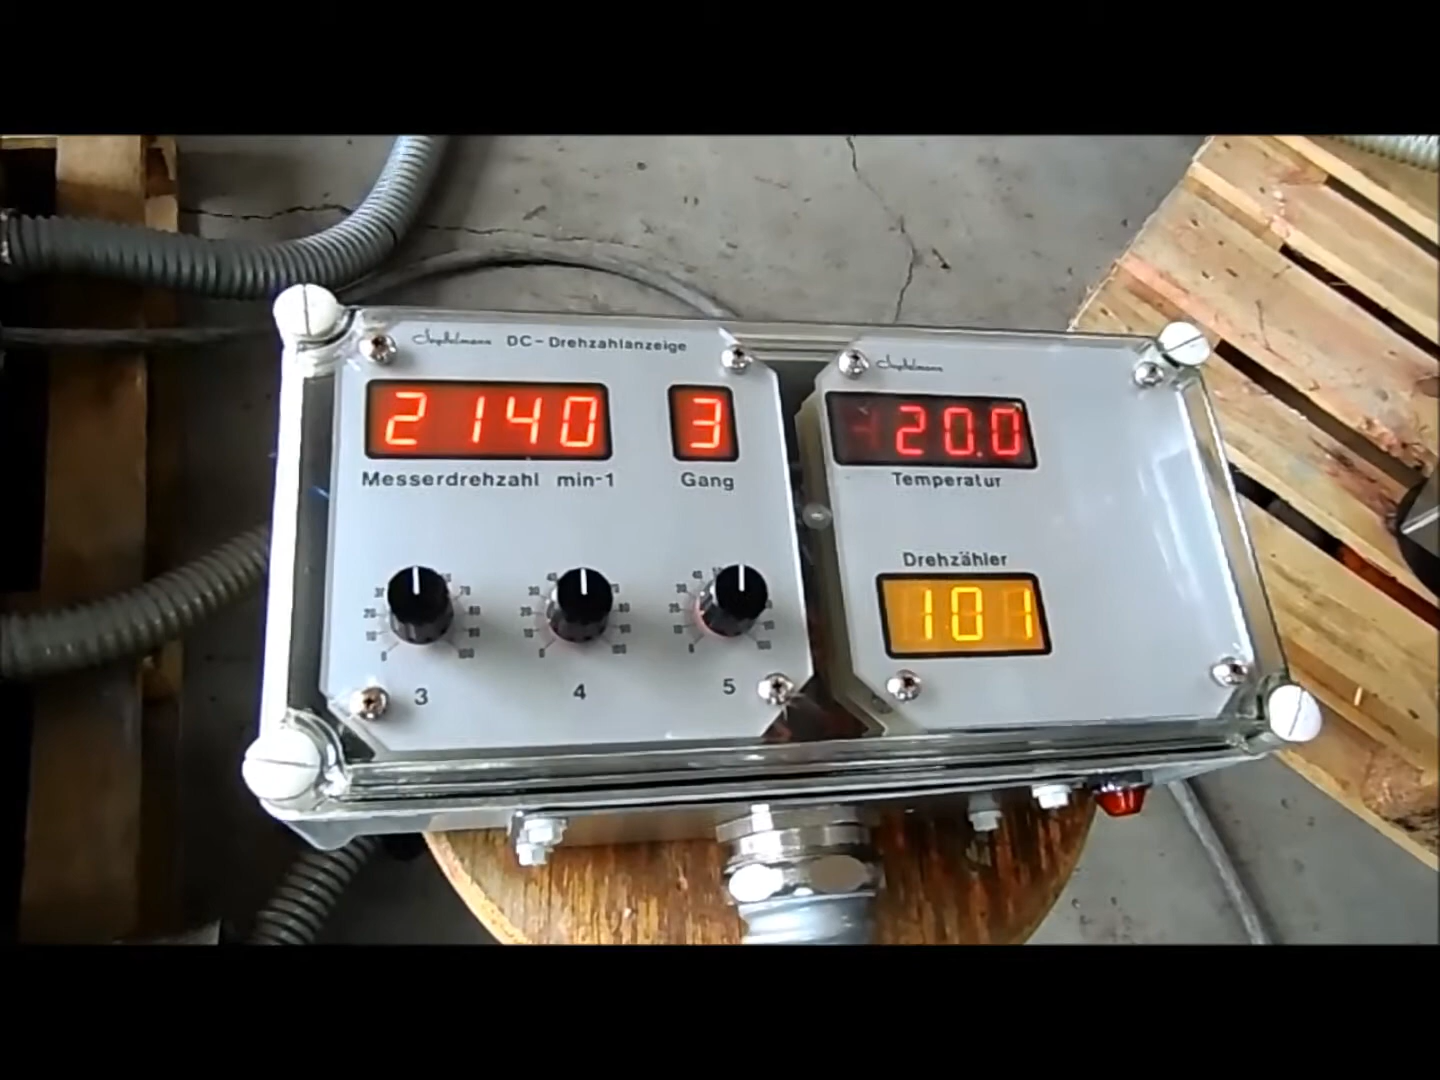 DC-Drehzahlanzeige
2140 3
Messerdrehzahl min-1 Gang
20.0
Temperatur
Drehzähler
101
3 4 5